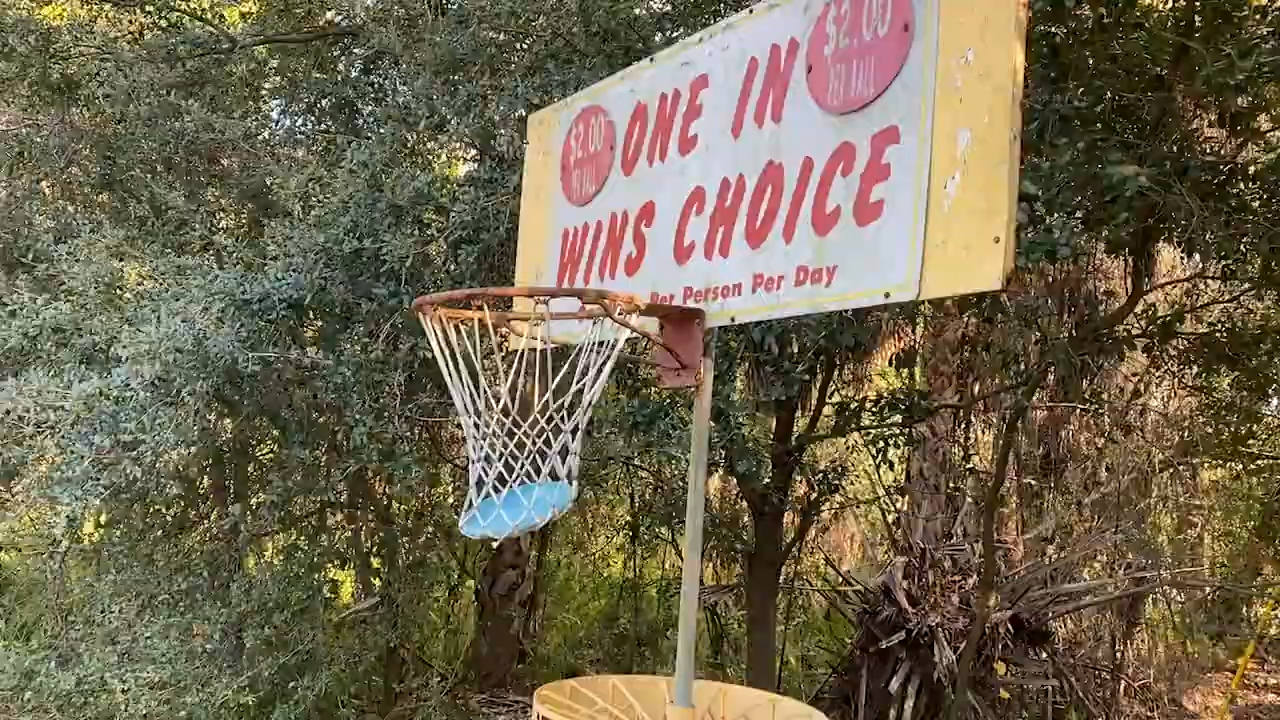 $2.00
PER BALL
$2.00
PER BALL
ONE IN
WINS CHOICE
Per Person Per Day